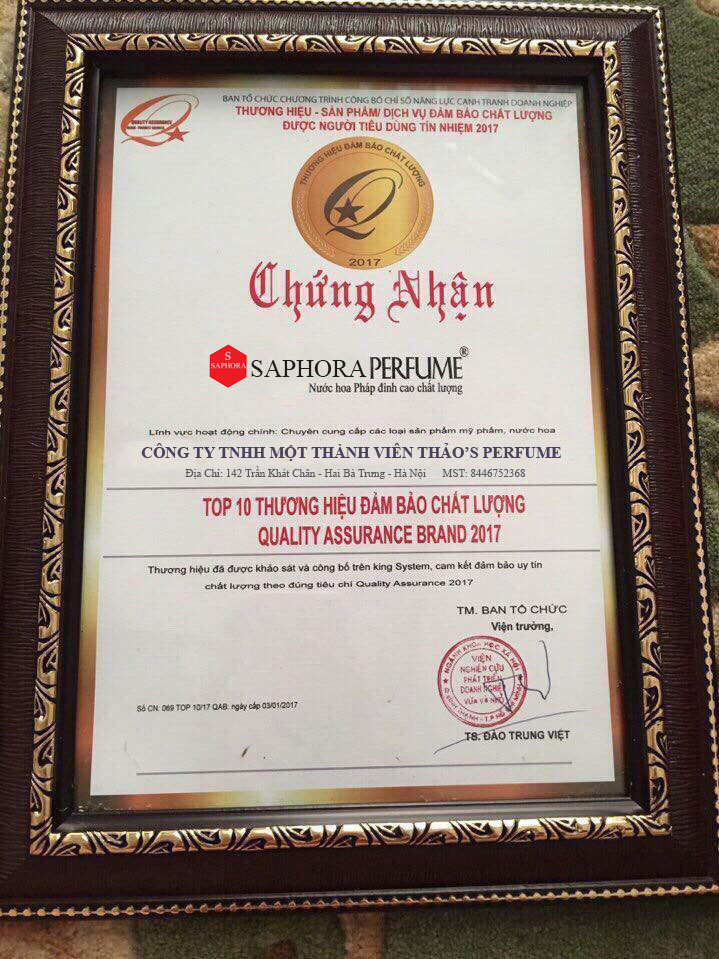 BAN TỔ CHỨC CHƯƠNG TRÌNH CÔNG BỐ CHỈ SỐ NĂNG LỰC CẠNH TRANH DOANH NGHIỆP
THƯƠNG HIỆU - SẢN PHẨM/ DỊCH VỤ ĐẢM BẢO CHẤT LƯỢNG
ĐƯỢC NGƯỜI TIÊU DÙNG TÍN NHIỆM 2017
QUALITY ASSURANCE
THƯƠNG HIỆU ĐẢM BẢO CHẤT LƯỢNG
2017
Chứng Nhận
S
SAPHORA
SAPHORA PERFUME®
Nước hoa Pháp đỉnh cao chất lượng
Lĩnh vực hoạt động chính: Chuyên cung cấp các loại sản phẩm mỹ phẩm, nước hoa
CÔNG TY TNHH MỘT THÀNH VIÊN THẢO'S PERFUME
Địa Chỉ: 142 Trần Khát Chân - Hai Bà Trưng - Hà Nội MST: 8446752368
TOP 10 THƯƠNG HIỆU ĐẢM BẢO CHẤT LƯỢNG
QUALITY ASSURANCE BRAND 2017
Thương hiệu đã được khảo sát và công bố trên king System, cam kết đảm bảo uy tín
chất lượng theo đúng tiêu chí Quality Assurance 2017
TM. BAN TỔ CHỨC
Viện trưởng,
NGÀNH KHOA HỌC XÃ HỘI
VIỆN
NGHIÊN CỨU
PHÁT TRIỂN
DOANH NGHIỆP
VỪA VÀ NHỎ
Số CN: 069 TOP 10/17 QAB: ngày cấp 03/01/2017
TS. ĐÀO TRUNG VIỆT